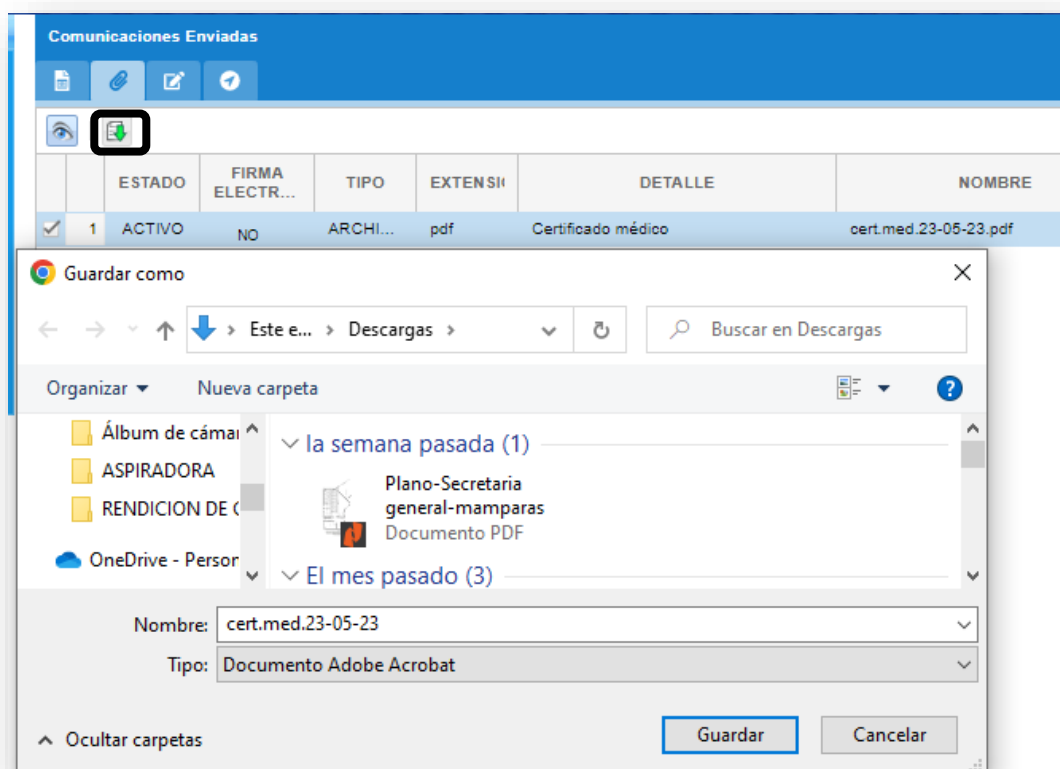 Comunicaciones Enviadas
ESTADO FIRMA ELECTR... TIPO EXTENSI DETALLE NOMBRE
1 ACTIVO NO ARCHI... pdf Certificado médico cert.med.23-05-23.pdf
Guardar como
Este e... › Descargas › Buscar en Descargas
Organizar Nueva carpeta
Álbum de cámar
ASPIRADORA
RENDICION DE C
OneDrive - Person
la semana pasada (1)
Plano-Secretaria
general-mamparas
Documento PDF
El mes pasado (3)
Nombre: cert.med.23-05-23
Tipo: Documento Adobe Acrobat
Ocultar carpetas Guardar Cancelar